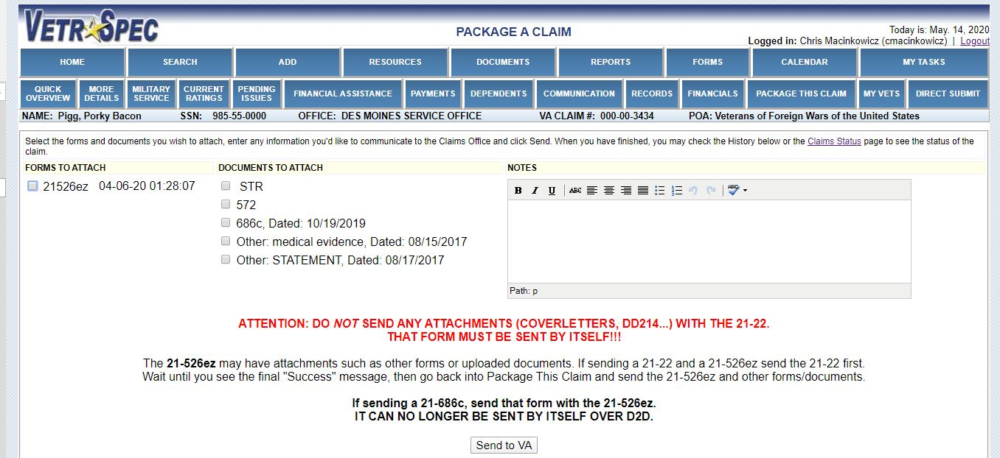 VETRASPEC
PACKAGE A CLAIM
Today is: May. 14, 2020
Logged in: Chris Macinkowicz (cmacinkowicz) | Logout
HOME SEARCH ADD RESOURCES DOCUMENTS REPORTS FORMS CALENDAR MY TASKS
QUICK OVERVIEW MORE DETAILS MILITARY SERVICE CURRENT RATINGS PENDING ISSUES FINANCIAL ASSISTANCE PAYMENTS DEPENDENTS COMMUNICATION RECORDS FINANCIALS PACKAGE THIS CLAIM MY VETS DIRECT SUBMIT
NAME: Pigg, Porky Bacon SSN: 985-55-0000 OFFICE: DES MOINES SERVICE OFFICE VA CLAIM #: 000-00-3434 POA: Veterans of Foreign Wars of the United States
Select the forms and documents you wish to attach, enter any information you'd like to communicate to the Claims Office and click Send. When you have finished, you may check the History below or the Claims Status page to see the status of the
claim.
FORMS TO ATTACH DOCUMENTS TO ATTACH NOTES
21526ez 04-06-20 01:28:07
STR
572
686c, Dated: 10/19/2019
Other: medical evidence, Dated: 08/15/2017
Other: STATEMENT, Dated: 08/17/2017
B I U ABC ABC
Path: p
ATTENTION: DO NOT SEND ANY ATTACHMENTS (COVERLETTERS, DD214...) WITH THE 21-22.
THAT FORM MUST BE SENT BY ITSELF!!!
The 21-526ez may have attachments such as other forms or uploaded documents. If sending a 21-22 and a 21-526ez send the 21-22 first.
Wait until you see the final "Success" message, then go back into Package This Claim and send the 21-526ez and other forms/documents.
If sending a 21-686c, send that form with the 21-526ez.
IT CAN NO LONGER BE SENT BY ITSELF OVER D2D.
Send to VA